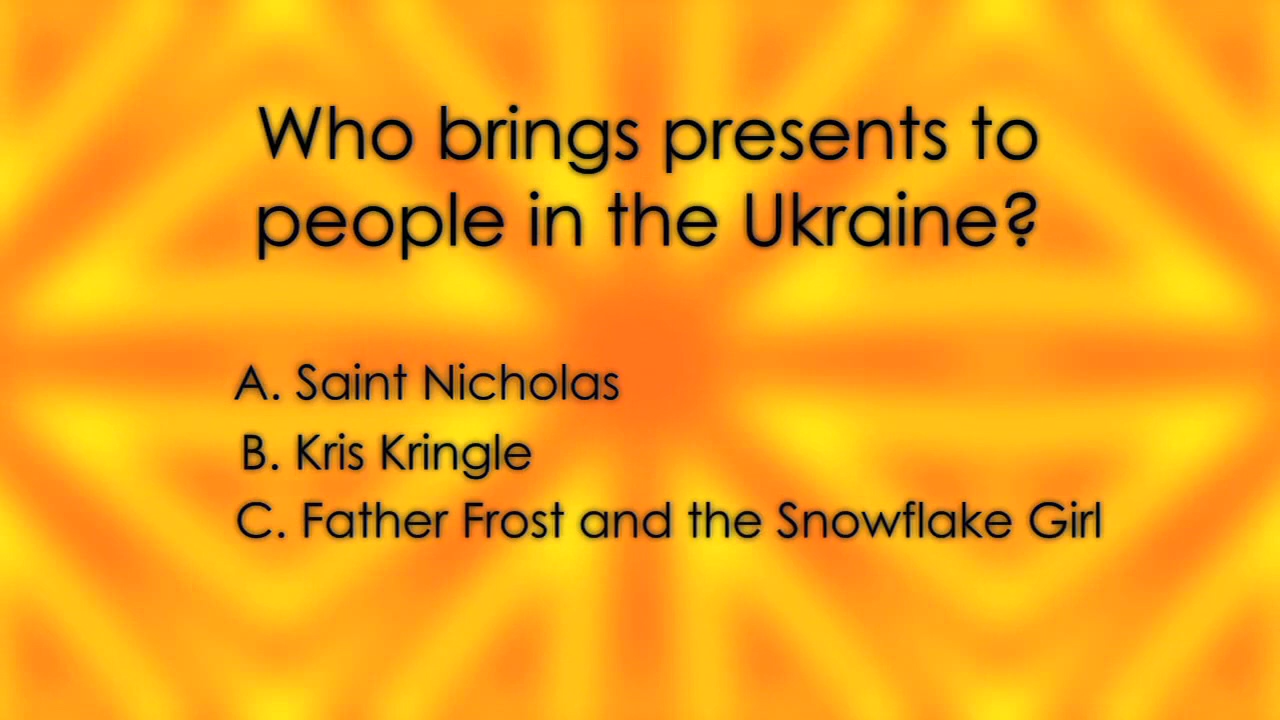 Who brings presents to
people in the Ukraine?
A. Saint Nicholas
B. Kris Kringle
C. Father Frost and the Snowflake Girl